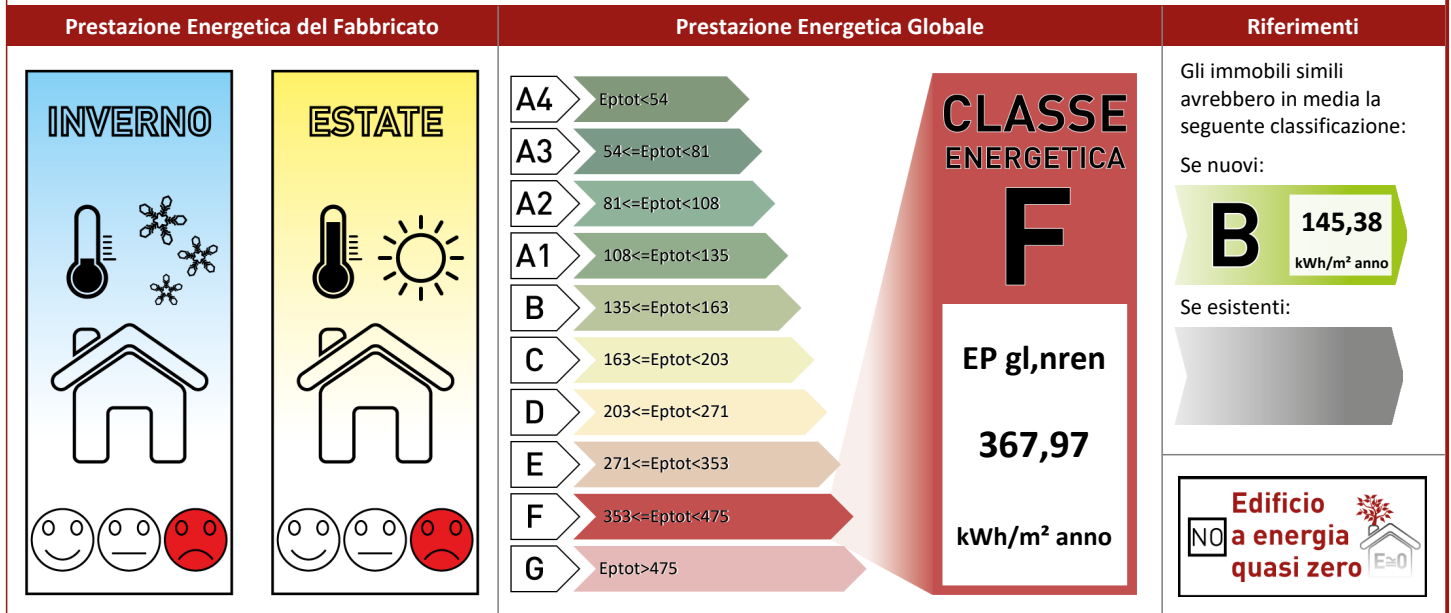 Prestazione Energetica del Fabbricato
Prestazione Energetica Globale
Riferimenti
INVERNO
ESTATE
A4 Eptot<54
A3 54<=Eptot<81
A2 81<=Eptot<108
A1 108<=Eptot<135
B 135<=Eptot<163
C 163<=Eptot<203
D 203<=Eptot<271
E 271<=Eptot<353
F 353<=Eptot<475
G Eptot>475
CLASSE
ENERGETICA
F
EP gl,nren
367,97
kWh/m² anno
Gli immobili simili
avrebbero in media la
seguente classificazione:
Se nuovi:
B 145,38
kWh/m² anno
Se esistenti:
Edificio
NO a energia
quasi zero
E≅0